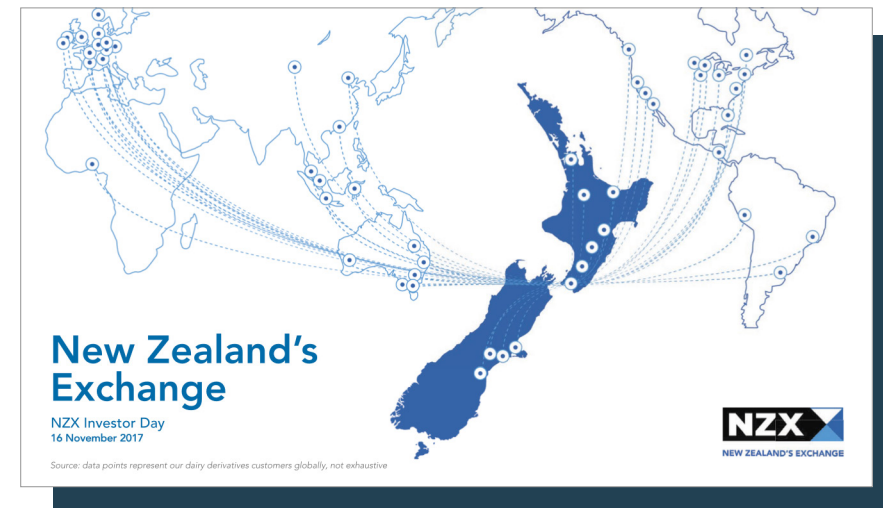 New Zealand's
Exchange
NZX Investor Day
16 November 2017
Source: data points represent our dairy derivatives customers globally, not exhaustive
NZX
NEW ZEALAND'S EXCHANGE